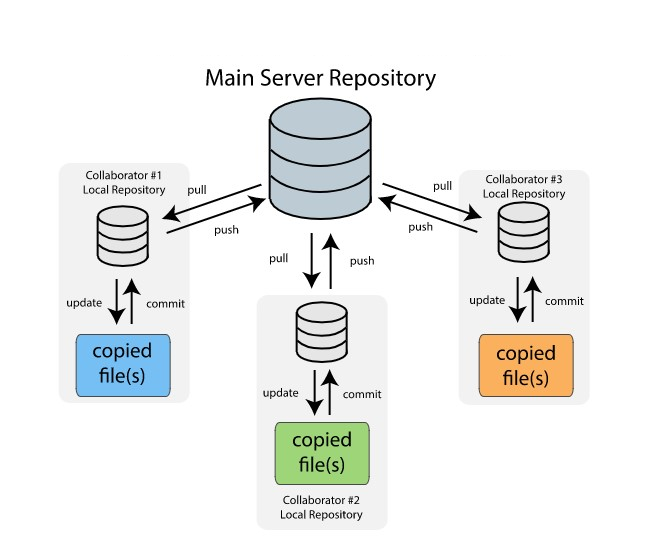 Main Server Repository
Collaborator #1
Local Repository
pull
push
update
commit
copied
file(s)
pull
push
update
commit
copied
file(s)
Collaborator #2
Local Repository
Collaborator #3
Local Repository
pull
push
update
commit
copied
file(s)